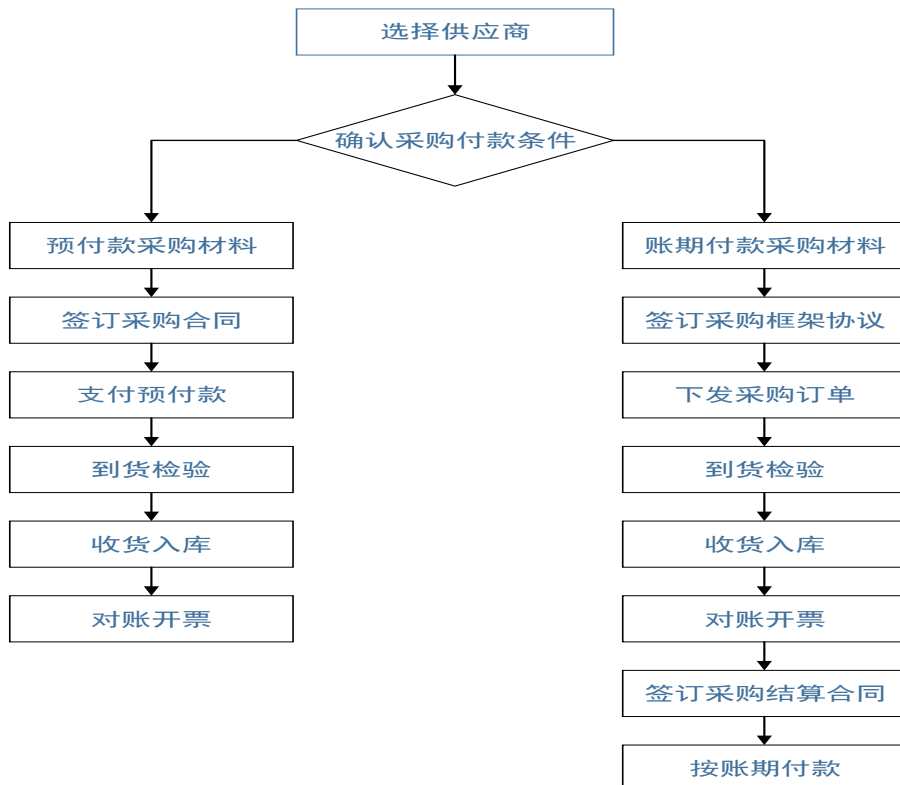 选择供应商
确认采购付款条件
预付款采购材料
签订采购合同
支付预付款
到货检验
收货入库
对账开票
账期付款采购材料
签订采购框架协议
下发采购订单
到货检验
收货入库
对账开票
签订采购结算合同
按账期付款